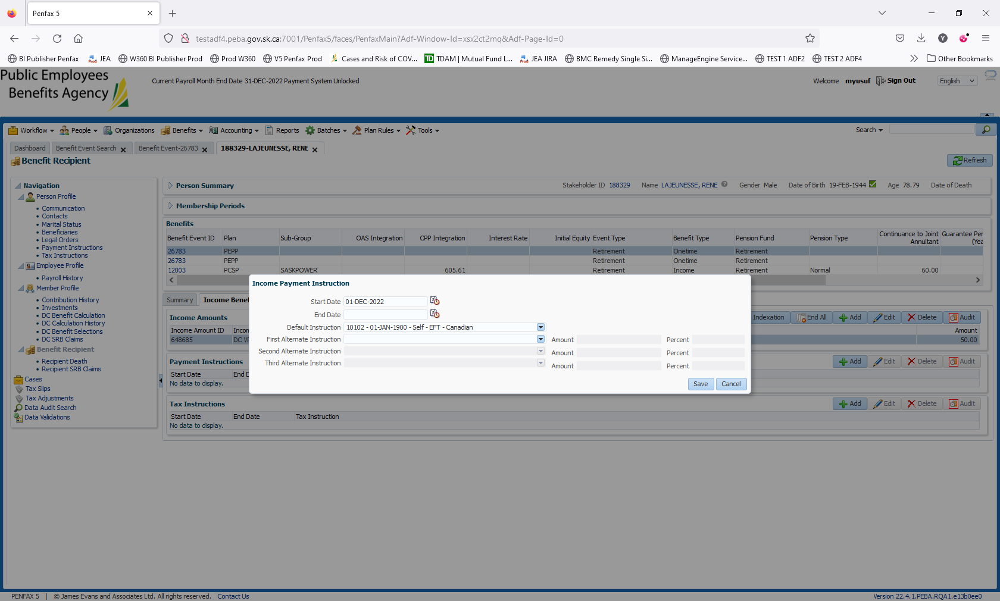 Penfax 5
testadf4.peba.gov.sk.ca:7001/Penfax5/faces/PenfaxMain?Adf-Window-Id=xsx2ct2mq&Adf-Page-Id=0
BI Publisher Penfax JEA W360 BI Publisher Prod Prod W360 V5 Penfax Prod Cases and Risk of COV... TDAM | Mutual Fund L... JEA JIRA BMC Remedy Single Si... ManageEngine Service... TEST 1 ADF2 TEST 2 ADF4 Other Bookmarks
Public Employees
Benefits Agency
Current Payroll Month End Date 31-DEC-2022 Payment System Unlocked
Welcome myusuf Sign Out English
Workflow People Organizations Benefits Accounting Reports Batches Plan Rules Tools Search
Dashboard Benefit Event Search Benefit Event-26783 188329-LAJEUNESSE, RENE
Benefit Recipient
Refresh
Navigation
Person Profile
Communication
Contacts
Marital Status
Beneficiaries
Legal Orders
Payment Instructions
Tax Instructions
Employee Profile
Payroll History
Member Profile
Contribution History
Investments
DC Benefit Calculation
DC Calculation History
DC Benefit Selections
DC SRB Claims
Benefit Recipient
Recipient Death
Recipient SRB Claims
Cases
Tax Slips
Tax Adjustments
Data Audit Search
Data Validations
Person Summary Stakeholder ID 188329 Name LAJEUNESSE, RENE Gender Male Date of Birth 19-FEB-1944 Age 78.79 Date of Death
Membership Periods
Benefits
Benefit Event ID Plan Sub-Group OAS Integration CPP Integration Interest Rate Initial Equity Event Type Benefit Type Pension Fund Pension Type Continuance to Joint Annuitant Guarantee Per (Yea
26783 PEPP Retirement Onetime Retirement
26783 PEPP Retirement Onetime Retirement
12003 PCSP SASKPOWER 605.61 Retirement Income Retirement Normal 60.00
Summary Income Benef
Income Amounts Indexation End All Add Edit Delete Audit
Income Amount ID Incom Amount
648685 DC VP 50.00
Payment Instructions Add Edit Delete Audit
Start Date End D
No data to display.
Tax Instructions Add Edit Delete Audit
Start Date End Date Tax Instruction
No data to display.
Income Payment Instruction
Start Date 01-DEC-2022
End Date
Default Instruction 10102 - 01-JAN-1900 - Self - EFT - Canadian
First Alternate Instruction Amount Percent
Second Alternate Instruction Amount Percent
Third Alternate Instruction Amount Percent
Save Cancel
PENFAX 5 | © James Evans and Associates Ltd. All rights reserved. Contact Us Version 22.4.1.PEBA.RQA1.e13b0ee0